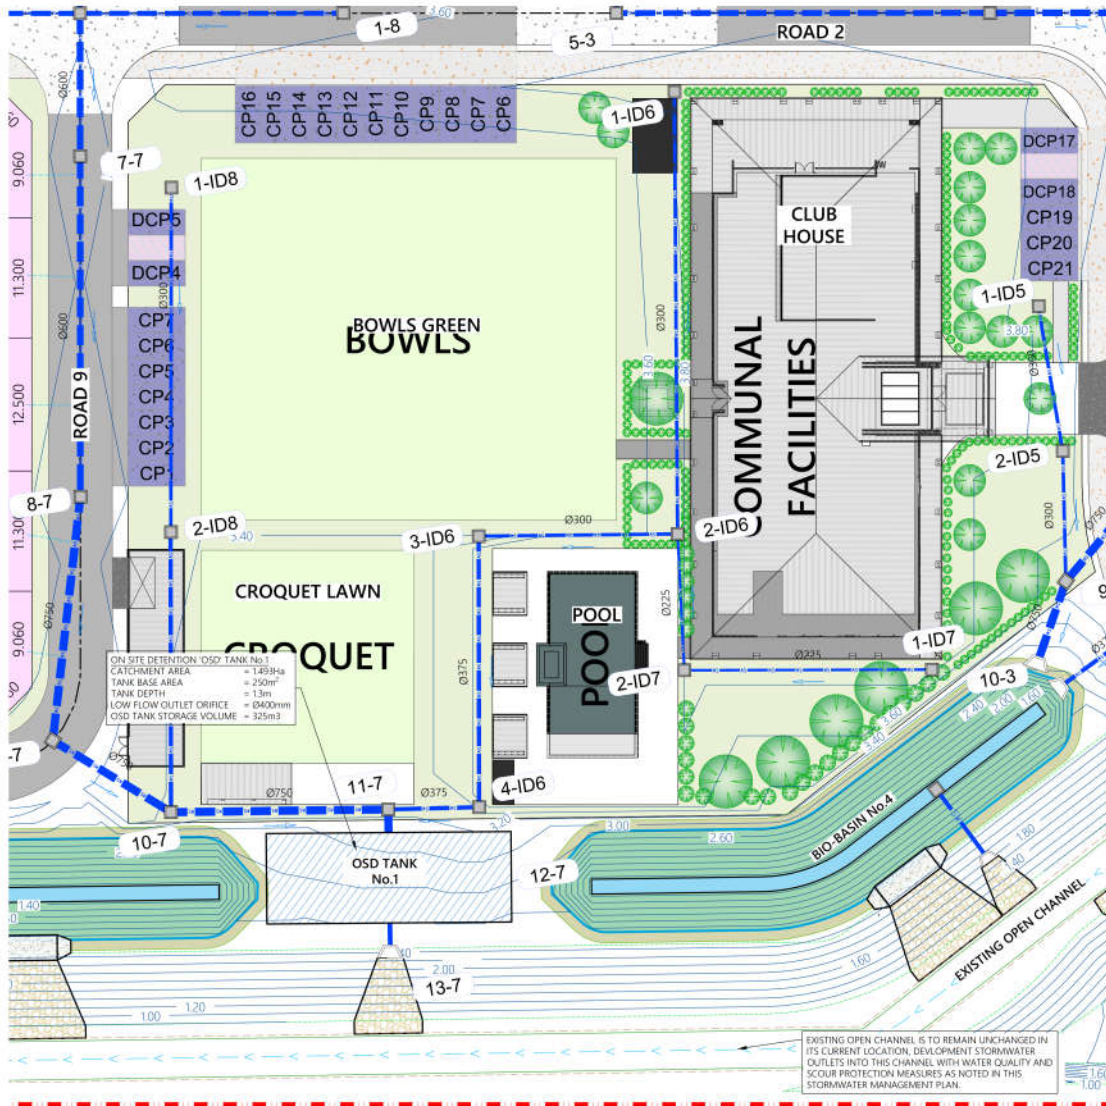 3.60
1-8
5-3
ROAD 2
Ø600
CP16
CP15
CP14
CP13
CP12
CP11
CP10
CP9
CP8
CP7
CP6
1-ID6
7-7
9.060
1-ID8
DCP17
DCP18
CP19
CP20
CP21
W
CLUB
HOUSE
DCP5
DCP4
11.300
Ø300
1-ID5
3.80
Ø600
ROAD 9
CP7
CP6
CP5
CP4
CP3
CP2
CP1
BOWLS GREEN
BOWLS
Ø300
3.60
3.80
COMMUNAL
FACILITIES
12.500
2-ID5
8-7
Ø300
Ø750
11.300
2-ID8
3.40
3-ID6
Ø300
2-ID6
CROQUET LAWN
CROQUET
POOL
POOL
Ø225
Ø750
9.060
1-ID7
Ø225
2-ID7
Ø375
10-3
ON SITE DETENTION 'OSD' TANK No.1
CATCHMENT AREA = 1.493Ha
TANK BASE AREA = 250m²
TANK DEPTH = 1.3m
LOW FLOW OUTLET ORIFICE = Ø400mm
OSD TANK STORAGE VOLUME = 325m3
3.60
3.40
2.40
2.00
1.60
-7
11-7
Ø750
Ø375
4-ID6
10-7
3.20
3.00
2.60
BIO-BASIN No.4
1.80
OSD TANK
No.1
12-7
1.40
13-7
2.00
1.60
1.20
1.00
EXISTING OPEN CHANNEL
EXISTING OPEN CHANNEL IS TO REMAIN UNCHANGED IN
ITS CURRENT LOCATION, DEVLOPMENT STORMWATER
OUTLETS INTO THIS CHANNEL WITH WATER QUALITY AND
SCOUR PROTECTION MEASURES AS NOTED IN THIS
STORMWATER MANAGEMENT PLAN.
1.60
1.00